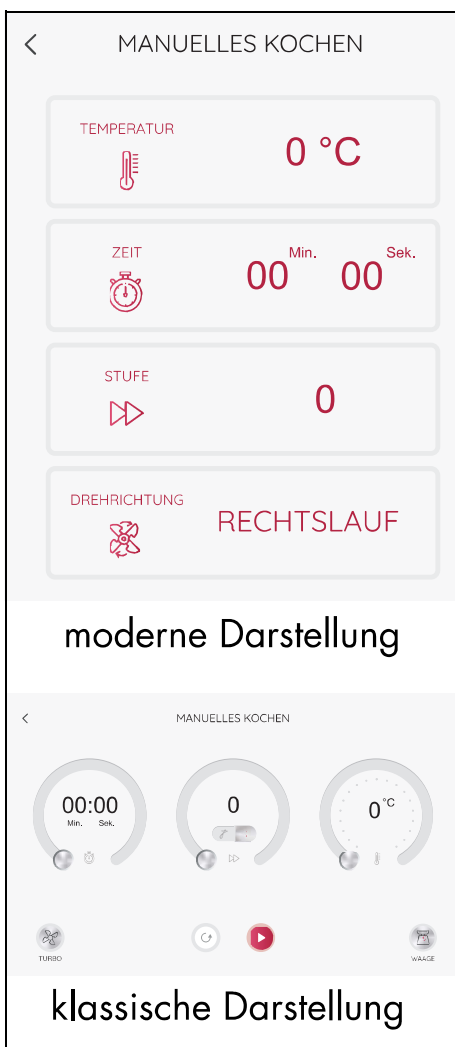 MANUELLES KOCHEN
TEMPERATUR
0 °C
ZEIT
00 Min. 00 Sek.
STUFE
0
DREHRICHTUNG
RECHTSLAUF
moderne Darstellung
MANUELLES KOCHEN
00:00
Min. Sek.
0
0 °C
TURBO
WAAGE
klassische Darstellung